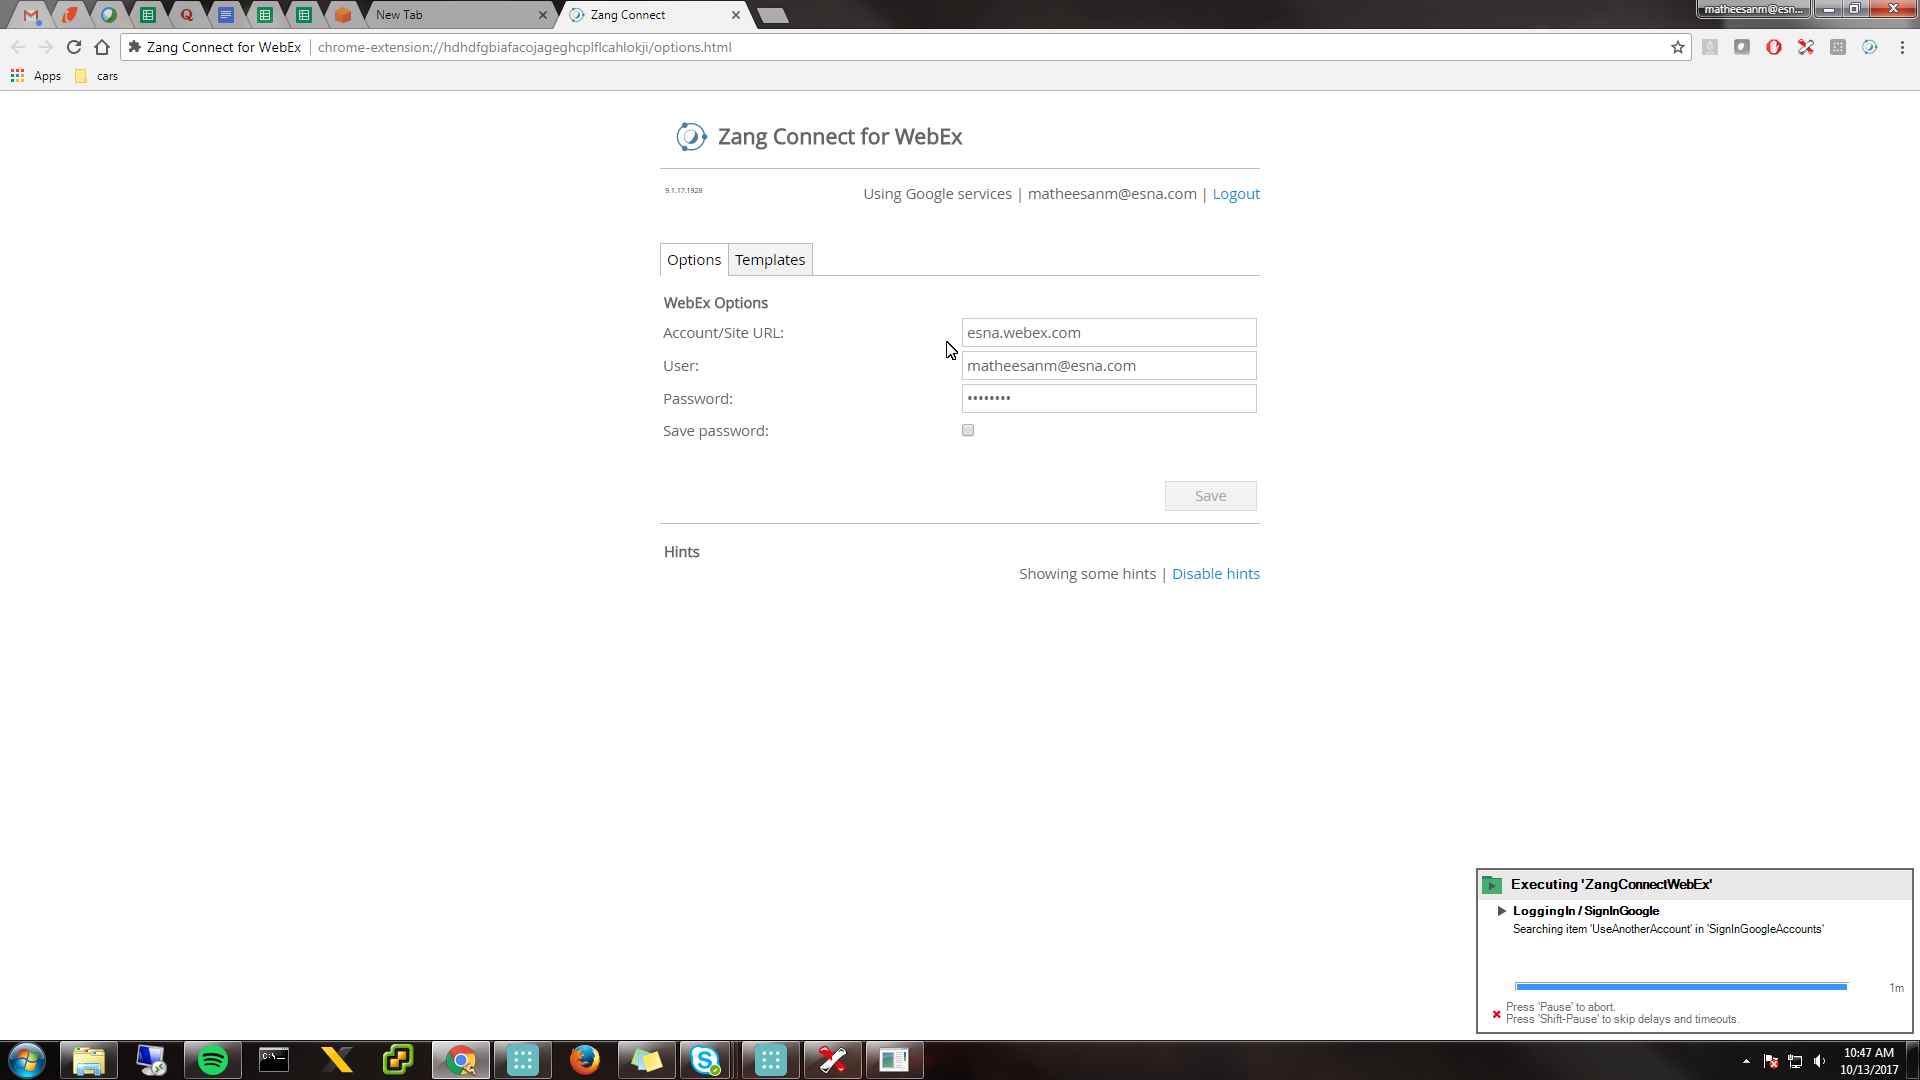 New Tab
Zang Connect
matheesanm@esn...
Zang Connect for WebEx
chrome-extension://hdhdfgbiafacojageghcplflcahlokji/options.html
Apps
cars
Zang Connect for WebEx
9.1.17.1928
Using Google services | matheesanm@esna.com | Logout
Options
Templates
WebEx Options
Account/Site URL:
esna.webex.com
User:
matheesanm@esna.com
Password:
••••••••
Save password:
Save
Hints
Showing some hints | Disable hints
Executing 'ZangConnectWebEx'
LoggingIn / SignInGoogle
Searching item 'UseAnotherAccount' in 'SignInGoogleAccounts'
1m
Press 'Pause' to abort.
Press 'Shift-Pause' to skip delays and timeouts.
10:47 AM
10/13/2017